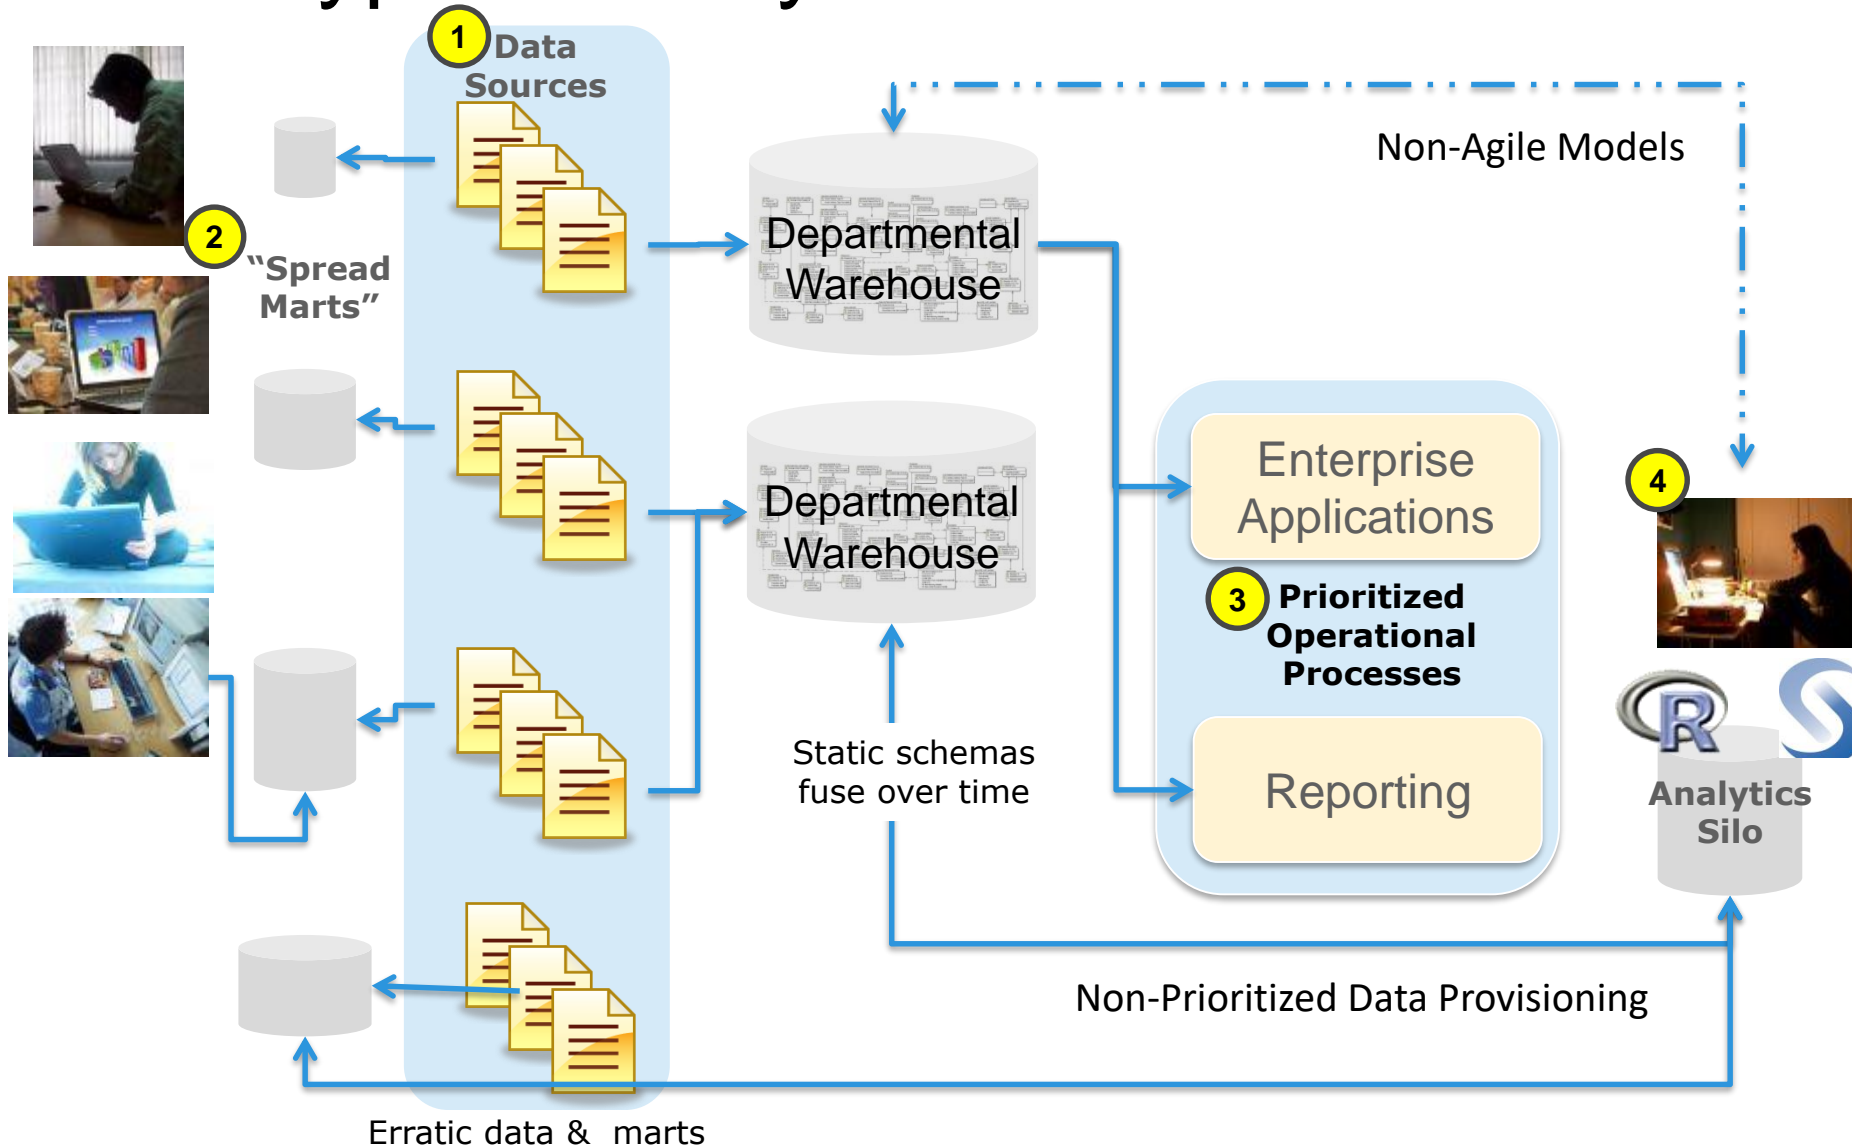 1
Data
Sources
Non-Agile Models
2
"Spread
Marts"
Departmental
Warehouse
Departmental
Warehouse
Enterprise
Applications
4
3
Prioritized
Operational
Processes
R
S
Static schemas
fuse over time
Reporting
Analytics
Silo
Non-Prioritized Data Provisioning
Erratic data &  marts